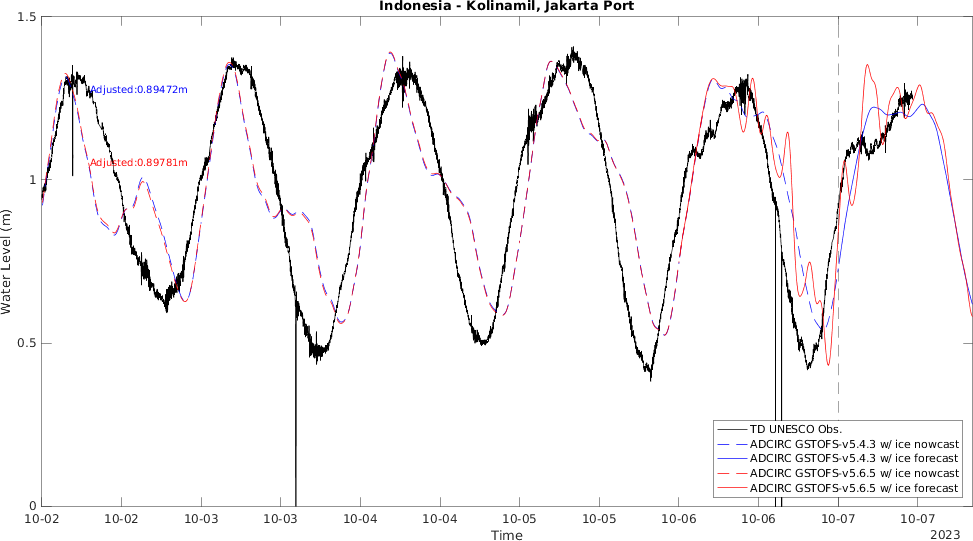 Indonesia - Kolinamil, Jakarta Port
1.5
1
0.5
0
Water Level (m)
Adjusted:0.89472m
Adjusted:0.89781m
TD UNESCO Obs.
ADCIRC GSTOFS-v5.4.3 w/ ice nowcast
ADCIRC GSTOFS-v5.4.3 w/ ice forecast
ADCIRC GSTOFS-v5.6.5 w/ ice nowcast
ADCIRC GSTOFS-v5.6.5 w/ ice forecast
10-02 10-02 10-03 10-03 10-04 10-04 10-05 10-05 10-06 10-06 10-07 10-07
Time
2023